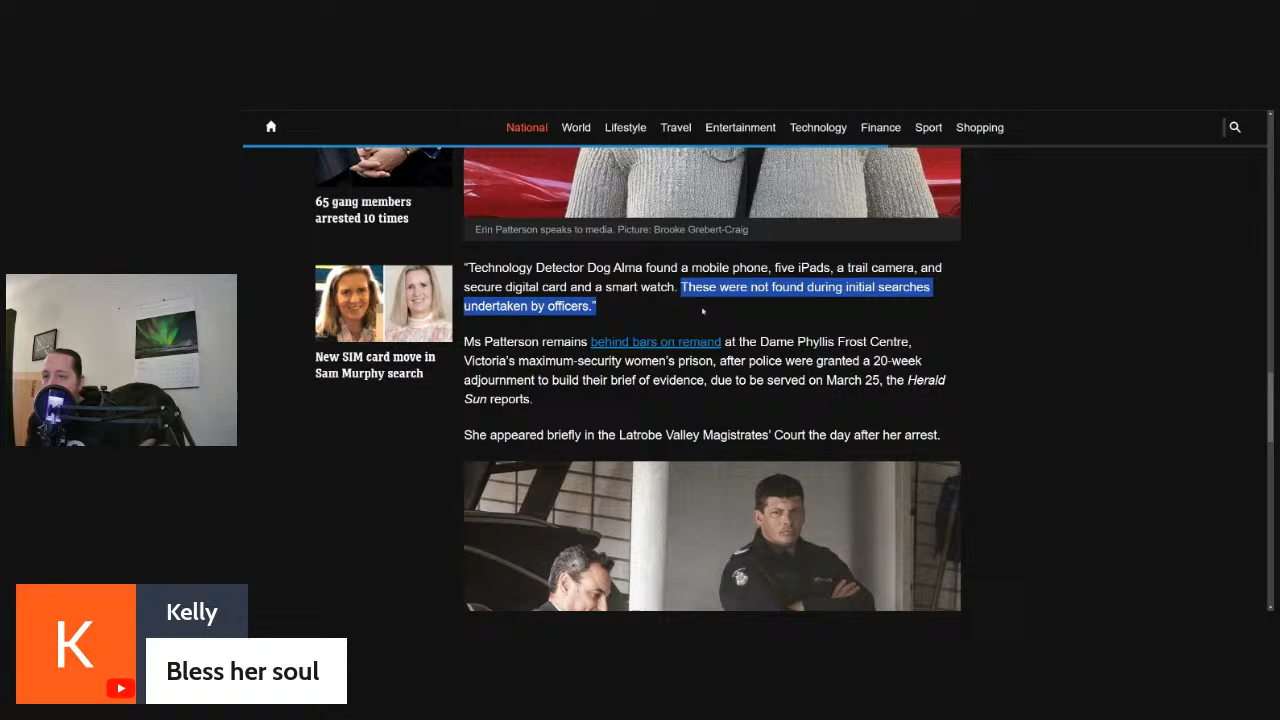 National World Lifestyle Travel Entertainment Technology Finance Sport Shopping
65 gang members
arrested 10 times
Erin Patterson speaks to media. Picture: Brooke Grebert-Craig
“Technology Detector Dog Alma found a mobile phone, five iPads, a trail camera, and
secure digital card and a smart watch. These were not found during initial searches
undertaken by officers.”
New SIM card move in
Sam Murphy search
Ms Patterson remains behind bars on remand at the Dame Phyllis Frost Centre,
Victoria’s maximum-security women’s prison, after police were granted a 20-week
adjournment to build their brief of evidence, due to be served on March 25, the Herald
Sun reports.
She appeared briefly in the Latrobe Valley Magistrates’ Court the day after her arrest.
K
Kelly
Bless her soul